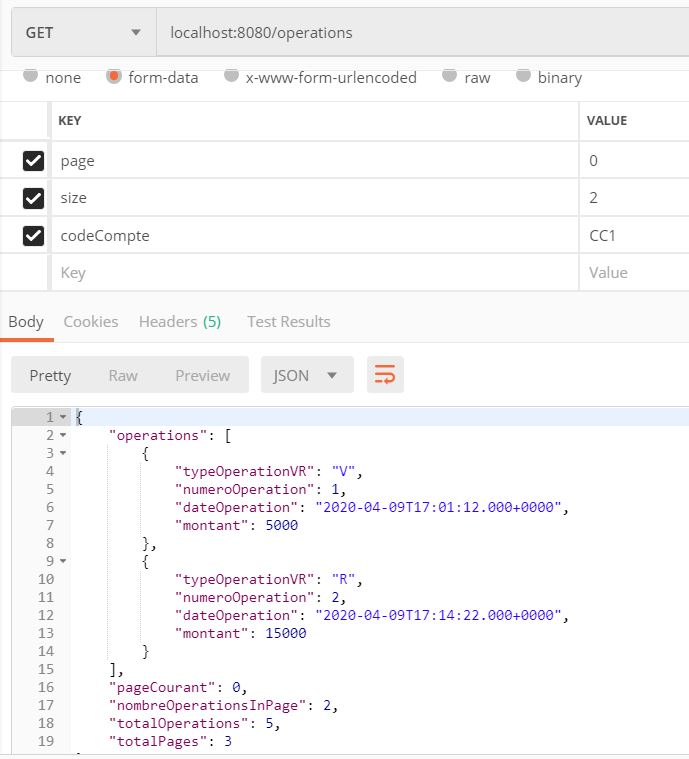 GET localhost:8080/operations
none form-data x-www-form-urlencoded raw binary
KEY VALUE
page 0
size 2
codeCompte CC1
Key Value
Body Cookies Headers (5) Test Results
Pretty Raw Preview JSON
1 {
2 "operations": [
3 {
4 "typeOperationVR": "V",
5 "numeroOperation": 1,
6 "dateOperation": "2020-04-09T17:01:12.000+0000",
7 "montant": 5000
8 },
9 {
10 "typeOperationVR": "R",
11 "numeroOperation": 2,
12 "dateOperation": "2020-04-09T17:14:22.000+0000",
13 "montant": 15000
14 }
15 ],
16 "pageCourant": 0,
17 "nombreOperationsInPage": 2,
18 "totalOperations": 5,
19 "totalPages": 3